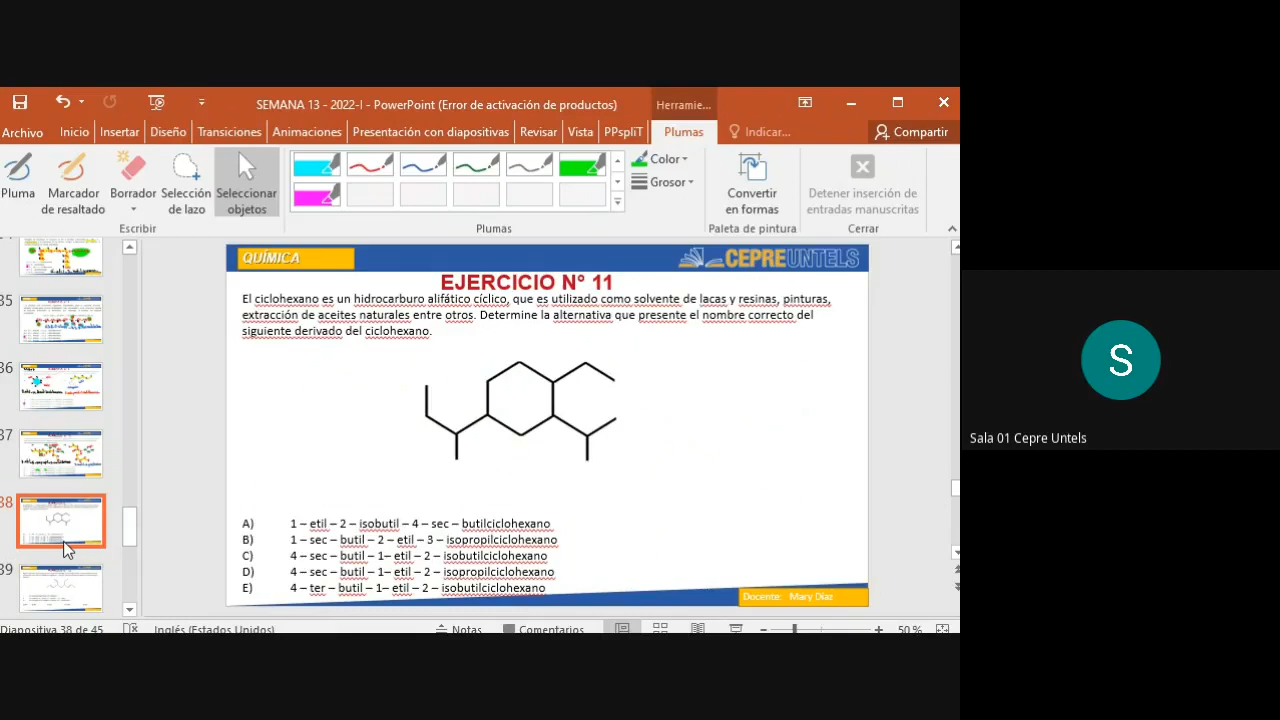 SEMANA 13 - 2022-I - PowerPoint (Error de activación de productos)
Herramie...
Archivo Inicio Insertar Diseño Transiciones Animaciones Presentación con diapositivas Revisar Vista PPspliT Plumas Indicar... Compartir
Pluma
Marcador de resaltado
Borrador
Selección de lazo
Seleccionar objetos
Color
Grosor
Convertir en formas
Detener inserción de entradas manuscritas
Escribir
Plumas
Paleta de pintura
Cerrar
35
36
37
38
39
QUÍMICA
CEPREUNTELS
EJERCICIO N° 11
El ciclohexano es un hidrocarburo alifático cíclico, que es utilizado como solvente de lacas y resinas, pinturas,
extracción de aceites naturales entre otros. Determine la alternativa que presente el nombre correcto del
siguiente derivado del ciclohexano.
A) 1 – etil – 2 – isobutil – 4 – sec – butilciclohexano
B) 1 – sec – butil – 2 – etil – 3 – isopropilciclohexano
C) 4 – sec – butil – 1– etil – 2 – isobutilciclohexano
D) 4 – sec – butil – 1– etil – 2 – isopropilciclohexano
E) 4 – ter – butil – 1– etil – 2 – isobutilciclohexano
Docente: Mary Díaz
Diapositiva 38 de 45
Inglés (Estados Unidos)
Notas
Comentarios
50 %
S
Sala 01 Cepre Untels